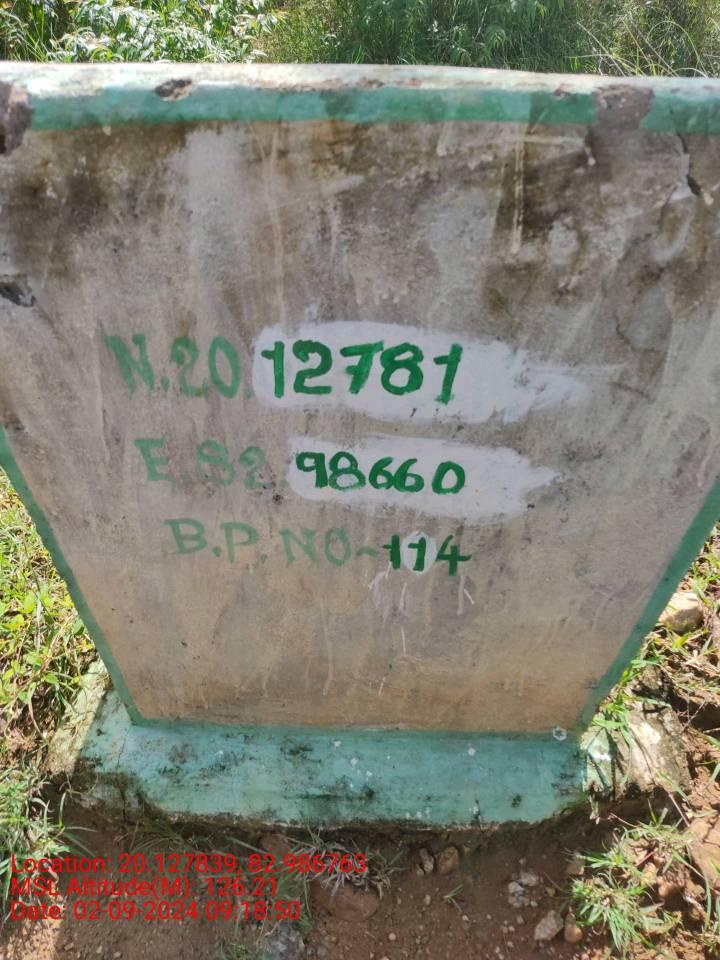 N.20.12781
E.82.98660
B.P.NO-114
Location: 20.127839, 82.986763
MSL Altitude(M): 126.21
Date: 02-09-2024 09:18:50